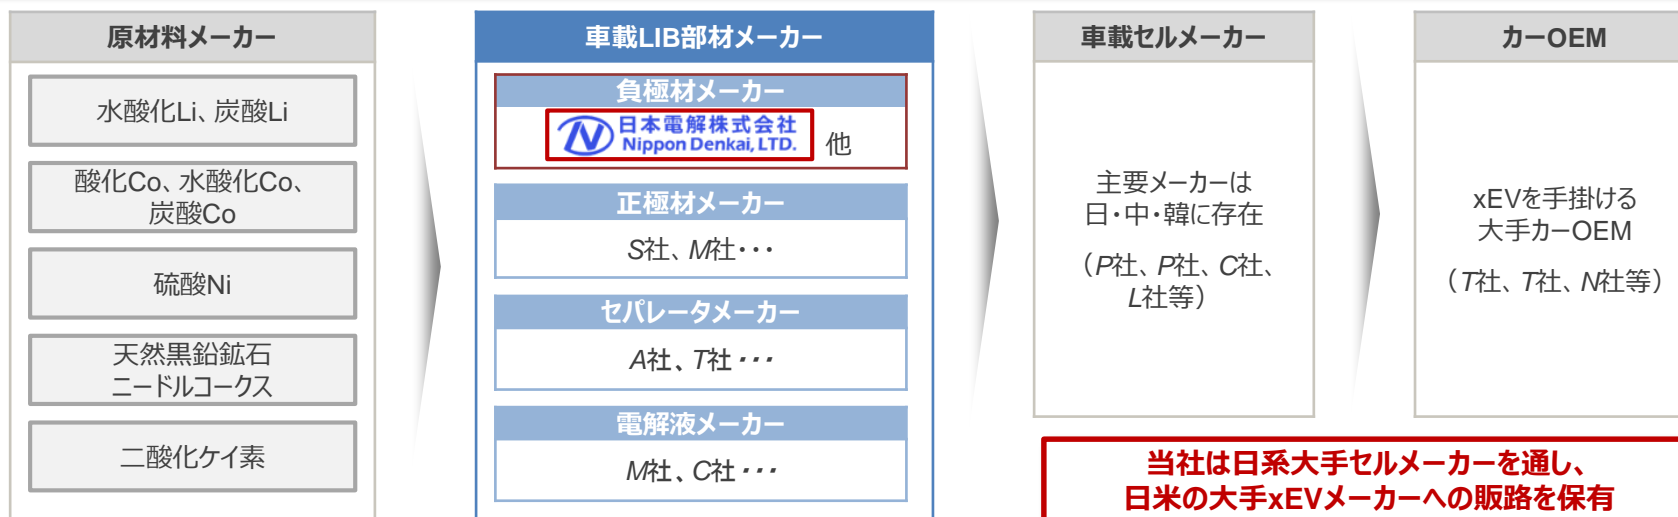 原材料メーカー
水酸化Li、炭酸Li
酸化Co、水酸化Co、
炭酸Co
硫酸Ni
天然黒鉛鉱石
ニードルコークス
二酸化ケイ素
車載LIB部材メーカー
負極材メーカー
日本電解株式会社
Nippon Denkai, LTD.
他
正極材メーカー
S社、M社・・・
セパレータメーカー
A社、T社・・・
電解液メーカー
M社、C社・・・
車載セルメーカー
主要メーカーは
日・中・韓に存在
（P社、P社、C社、
L社等）
カーOEM
xEVを手掛ける
大手カーOEM
（T社、T社、N社等）
当社は日系大手セルメーカーを通し、
日米の大手xEVメーカーへの販路を保有